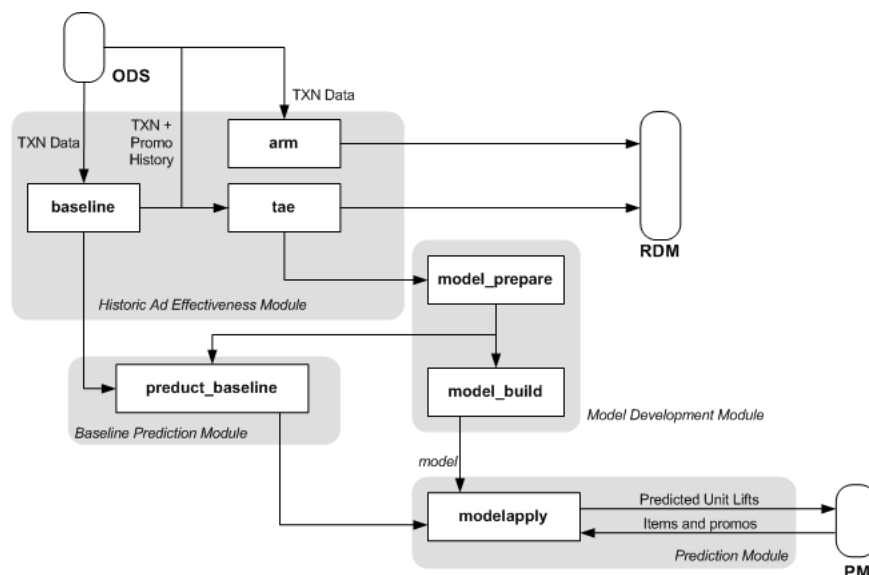 ODS
TXN Data
TXN Data
TXN +
Promo
History
arm
baseline
tae
RDM
model_prepare
Historic Ad Effectiveness Module
preduct_baseline
model_build
Baseline Prediction Module
Model Development Module
model
modelapply
Predicted Unit Lifts
Items and promos
Prediction Module
PM